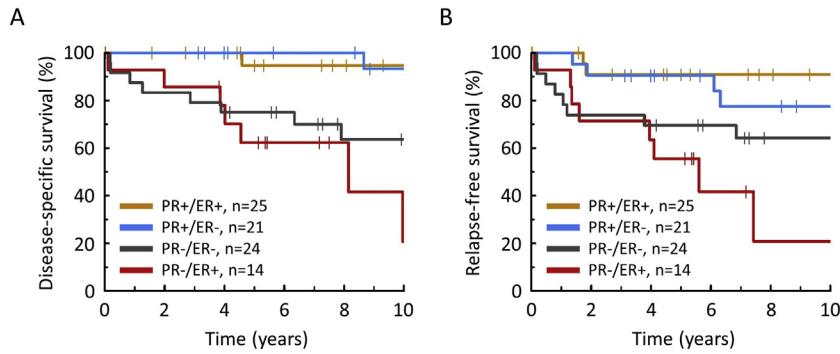 A
Disease-specific survival (%)
100
80
60
40
20
0
PR+/ER+, n=25
PR+/ER-, n=21
PR-/ER-, n=24
PR-/ER+, n=14
0 2 4 6 8 10
Time (years)
B
Relapse-free survival (%)
100
80
60
40
20
0
PR+/ER+, n=25
PR+/ER-, n=21
PR-/ER-, n=24
PR-/ER+, n=14
0 2 4 6 8 10
Time (years)